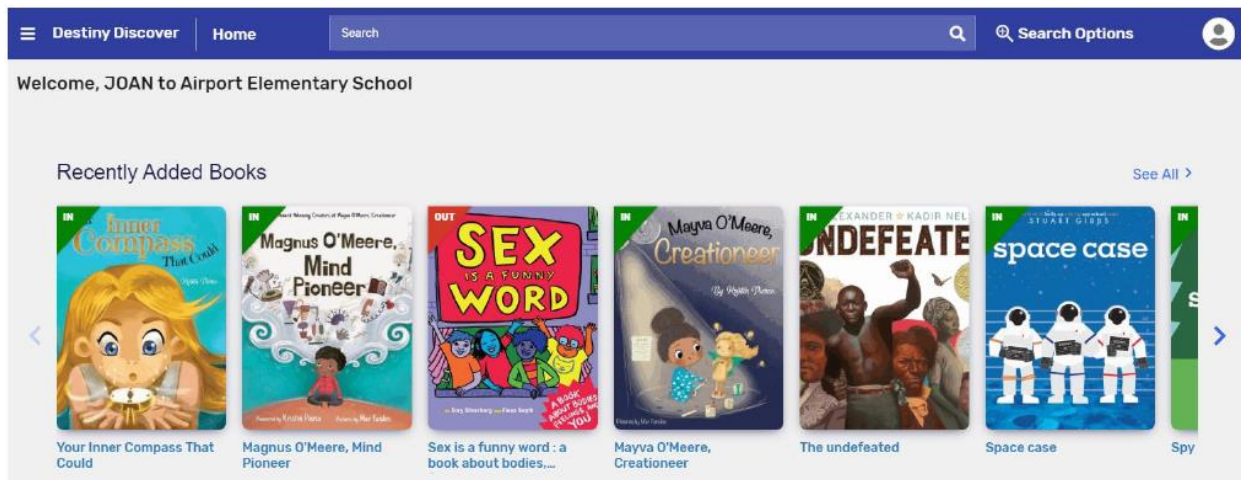 Destiny Discover Home Search Search Options
Welcome, JOAN to Airport Elementary School
Recently Added Books
See All >
IN
Inner
Compass
That Could
IN
Magnus O'Meere,
Mind
Pioneer
OUT
SEX
IS A FUNNY
WORD
A BOOK
ABOUT BODIES,
FEELINGS, AND
YOU
IN
Mayva O'Meere,
Creationeer
IN
EXANDER KADIR NEL
UNDEFEATE
IN
STUART GIBBS
space case
IN
S
Your Inner Compass That
Could
Magnus O'Meere, Mind
Pioneer
Sex is a funny word : a
book about bodies,...
Mayva O'Meere,
Creationeer
The undefeated
Space case
Spy